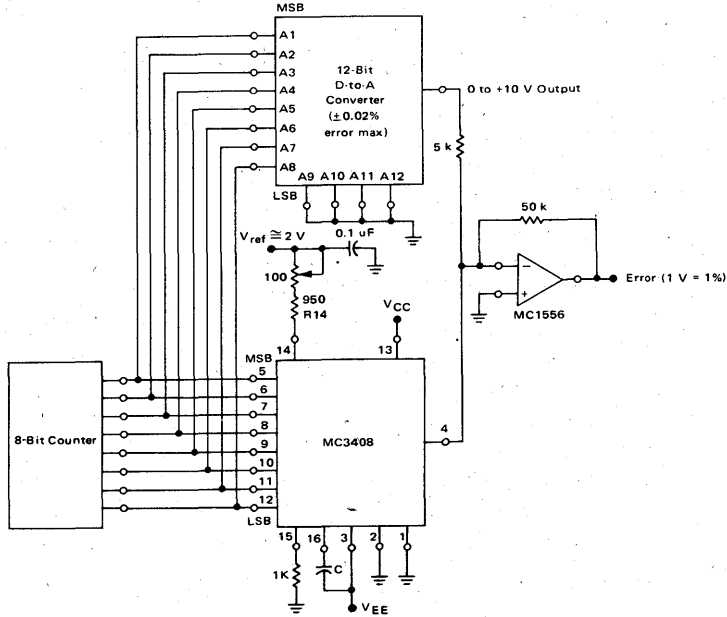 MSB
A1
A2
A3
A4
A5
A6
A7
A8
12-Bit
D-to-A
Converter
(±0.02%
error max)
0 to +10 V Output
A9 A10 A11 A12
LSB
5 k
50 k
Vref ≅ 2 V
0.1 uF
100
950
R14
VCC
−
+
MC1556
Error (1 V = 1%)
14
13
MSB
5
6
7
8
9
10
11
12
LSB
8-Bit Counter
MC3408
4
15
16
3
2
1
1K
C
VEE